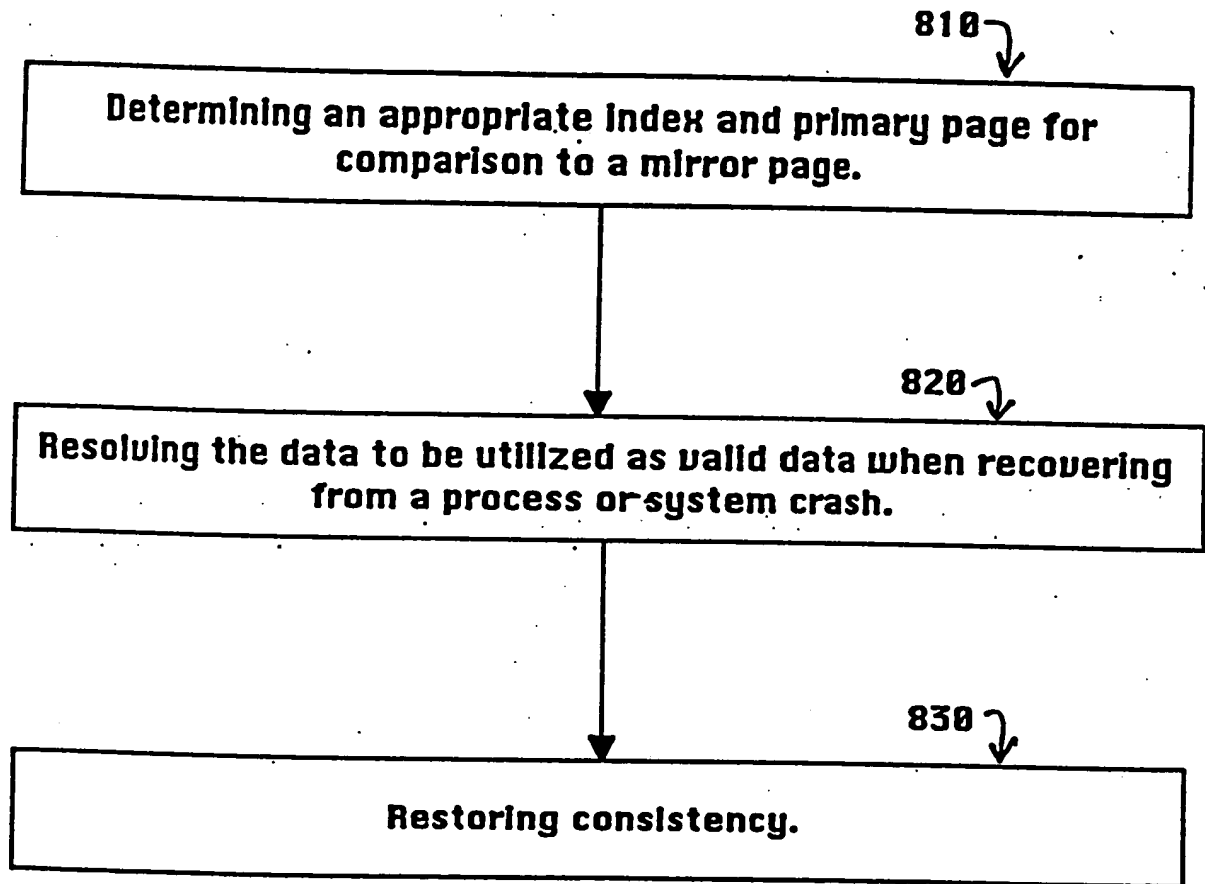 810
Determining an appropriate index and primary page for
comparison to a mirror page.
820
Resolving the data to be utilized as valid data when recovering
from a process or system crash.
830
Restoring consistency.